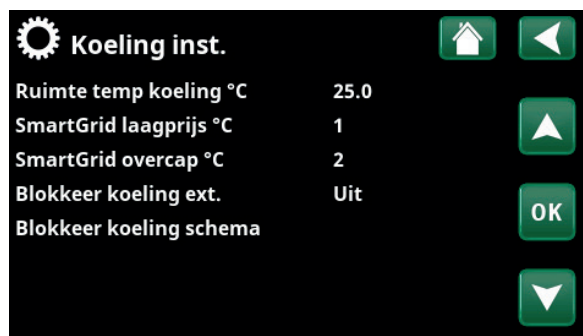 Koeling inst.
Ruimte temp koeling °C 25.0
SmartGrid laagprijs °C 1
SmartGrid overcap °C 2
Blokkeer koeling ext. Uit
Blokkeer koeling schema
OK